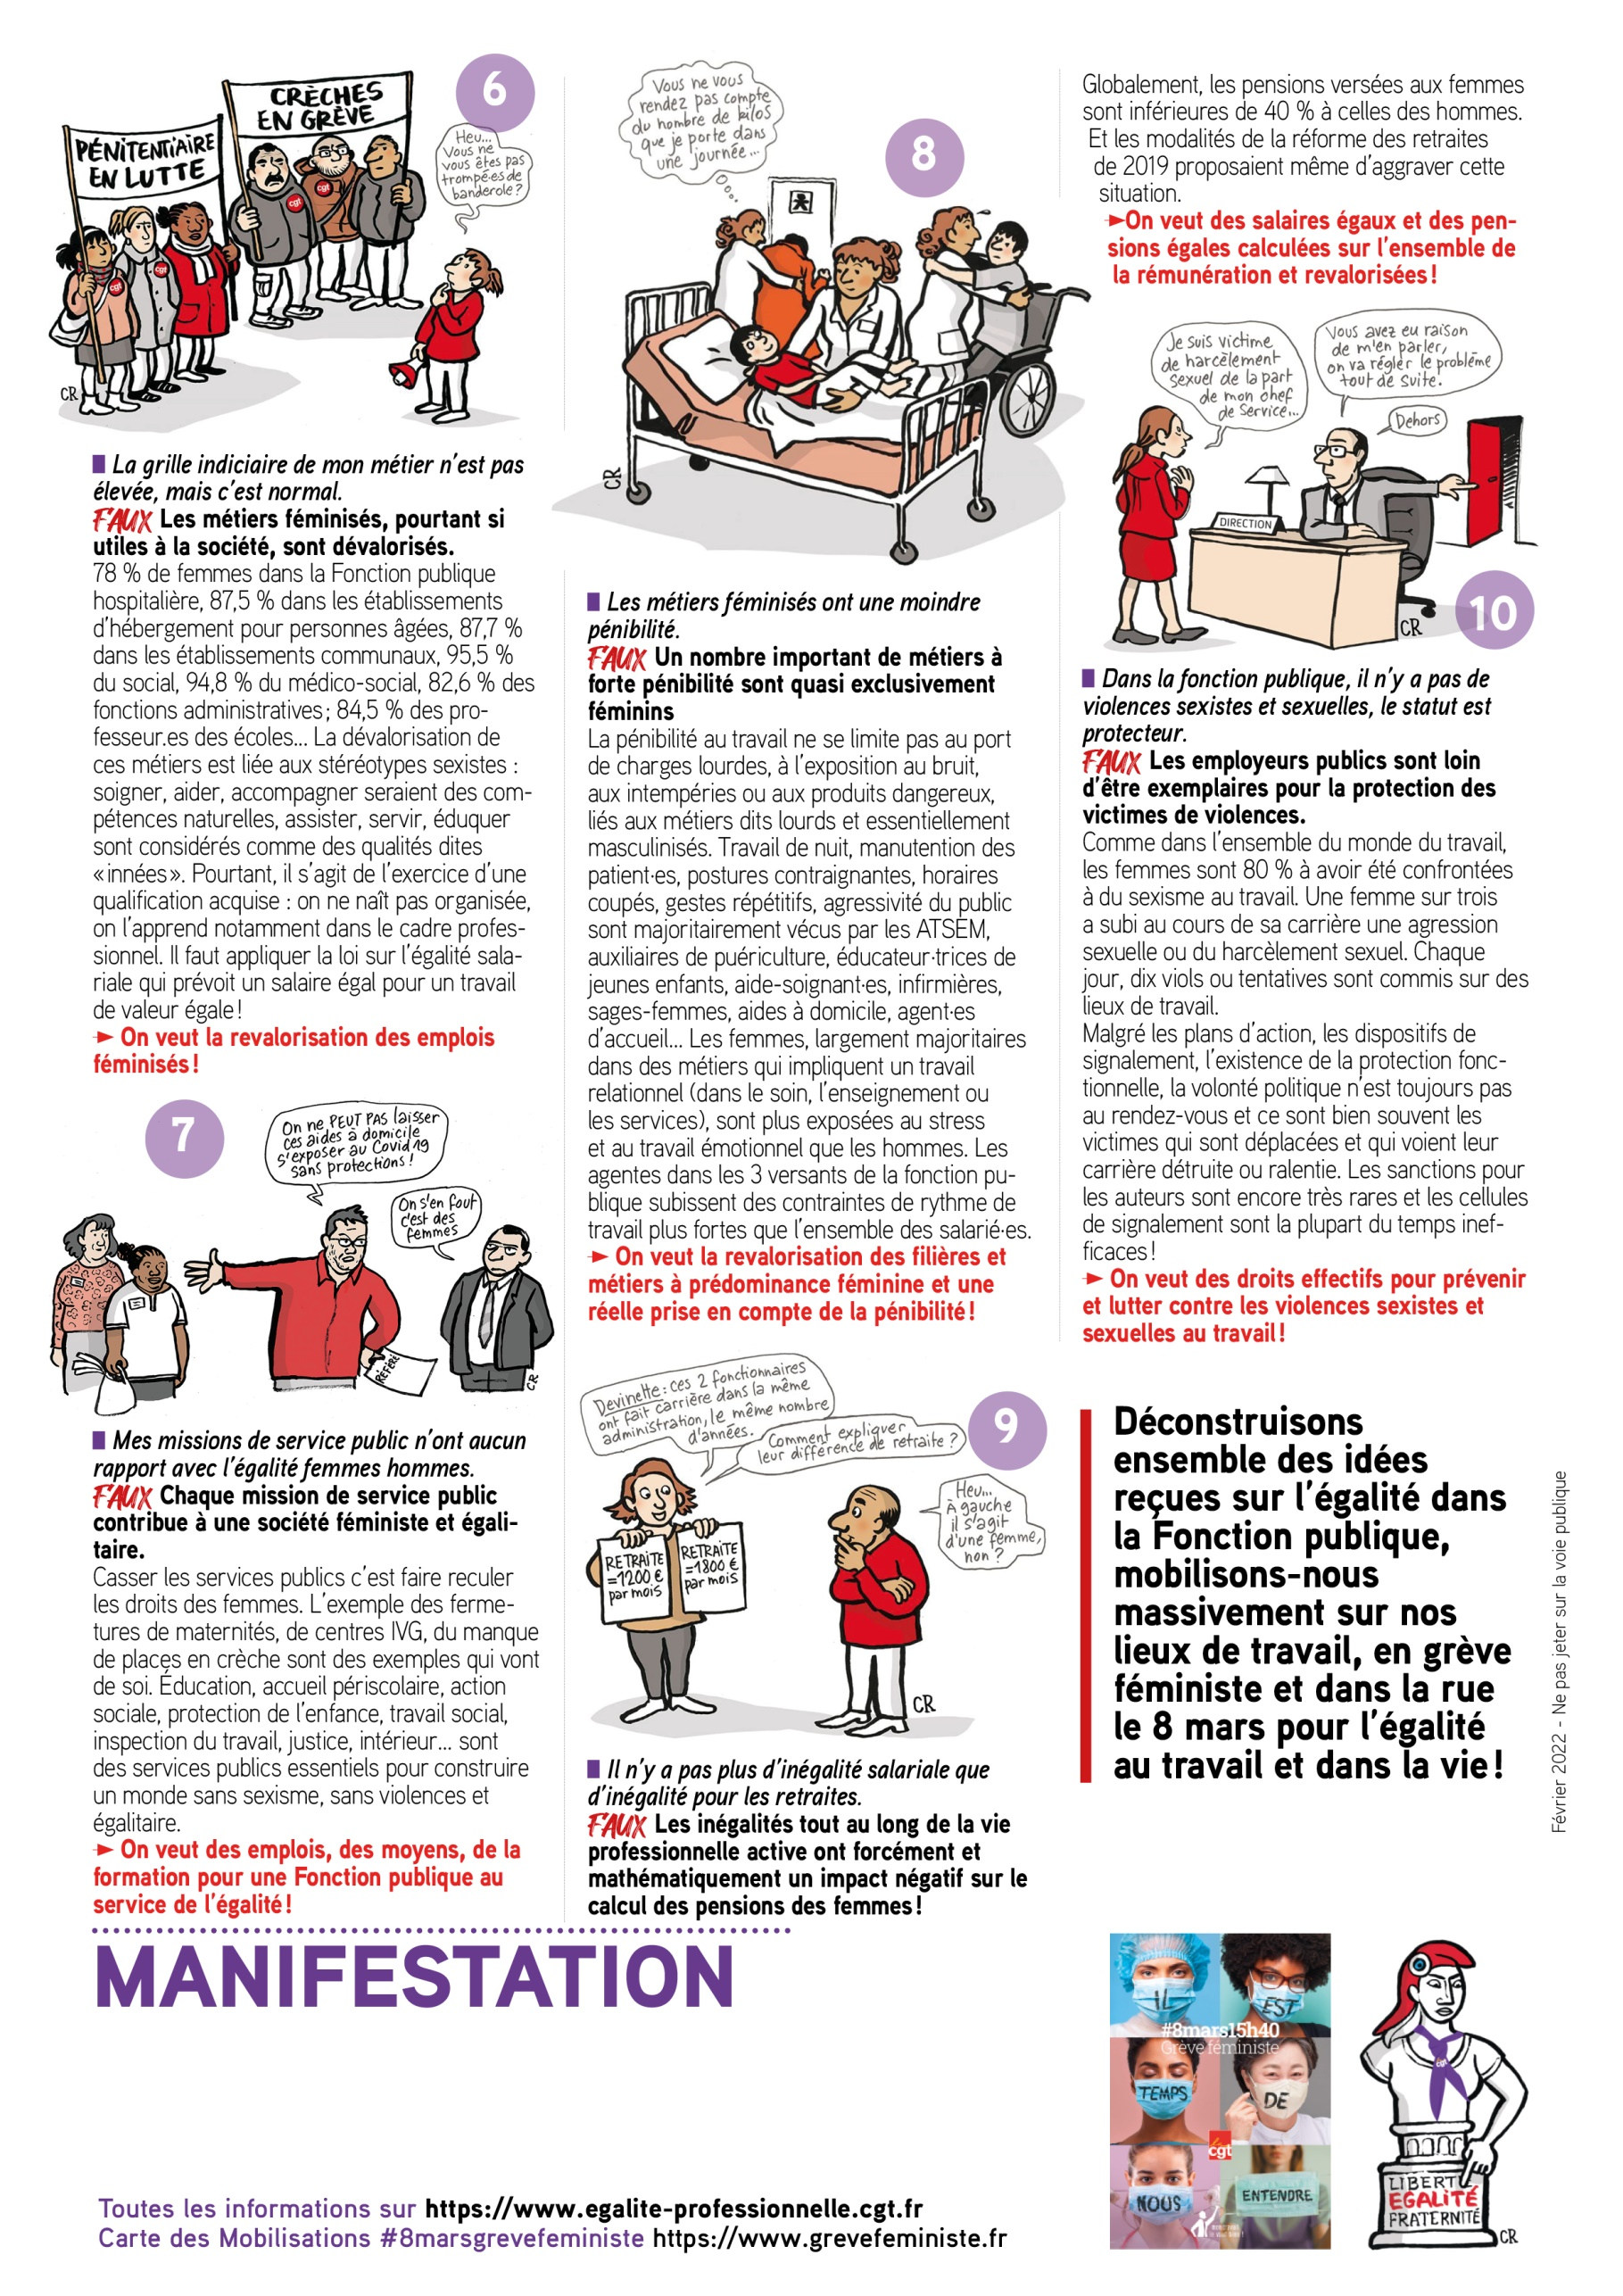 6
CRÈCHES
EN GRÈVE
PÉNITENTIAIRE
EN LUTTE
Heu...
Vous ne
vous êtes pas
trompé·es de
banderole ?
cgt
cgt
cgt
cgt
CR
■ La grille indiciaire de mon métier n’est pas
élevée, mais c’est normal.
FAUX Les métiers féminisés, pourtant si
utiles à la société, sont dévalorisés.
78 % de femmes dans la Fonction publique
hospitalière, 87,5 % dans les établissements
d’hébergement pour personnes âgées, 87,7 %
dans les établissements communaux, 95,5 %
du social, 94,8 % du médico-social, 82,6 % des
fonctions administratives ; 84,5 % des pro-
fesseur.es des écoles... La dévalorisation de
ces métiers est liée aux stéréotypes sexistes :
soigner, aider, accompagner seraient des com-
pétences naturelles, assister, servir, éduquer
sont considérés comme des qualités dites
« innées ». Pourtant, il s’agit de l’exercice d’une
qualification acquise : on ne naît pas organisée,
on l’apprend notamment dans le cadre profes-
sionnel. Il faut appliquer la loi sur l’égalité sala-
riale qui prévoit un salaire égal pour un travail
de valeur égale !
► On veut la revalorisation des emplois
féminisés !
7
On ne PEUT PAS laisser
ces aides à domicile
s'exposer au Covid 19
sans protections !
On s'en fout
c'est des
femmes
RÉFÉRÉ
CR
■ Mes missions de service public n’ont aucun
rapport avec l’égalité femmes hommes.
FAUX Chaque mission de service public
contribue à une société féministe et égali-
taire.
Casser les services publics c’est faire reculer
les droits des femmes. L’exemple des ferme-
tures de maternités, de centres IVG, du manque
de places en crèche sont des exemples qui vont
de soi. Éducation, accueil périscolaire, action
sociale, protection de l’enfance, travail social,
inspection du travail, justice, intérieur... sont
des services publics essentiels pour construire
un monde sans sexisme, sans violences et
égalitaire.
► On veut des emplois, des moyens, de la
formation pour une Fonction publique au
service de l’égalité !
8
Vous ne vous
rendez pas compte
du nombre de kilos
que je porte dans
une journée...
CR
■ Les métiers féminisés ont une moindre
pénibilité.
FAUX Un nombre important de métiers à
forte pénibilité sont quasi exclusivement
féminins
La pénibilité au travail ne se limite pas au port
de charges lourdes, à l’exposition au bruit,
aux intempéries ou aux produits dangereux,
liés aux métiers dits lourds et essentiellement
masculinisés. Travail de nuit, manutention des
patient·es, postures contraignantes, horaires
coupés, gestes répétitifs, agressivité du public
sont majoritairement vécus par les ATSEM,
auxiliaires de puériculture, éducateur·trices de
jeunes enfants, aide-soignant·es, infirmières,
sages-femmes, aides à domicile, agent·es
d’accueil... Les femmes, largement majoritaires
dans des métiers qui impliquent un travail
relationnel (dans le soin, l’enseignement ou
les services), sont plus exposées au stress
et au travail émotionnel que les hommes. Les
agentes dans les 3 versants de la fonction pu-
blique subissent des contraintes de rythme de
travail plus fortes que l’ensemble des salarié·es.
► On veut la revalorisation des filières et
métiers à prédominance féminine et une
réelle prise en compte de la pénibilité !
9
Devinette : ces 2 fonctionnaires
ont fait carrière dans la même
administration, le même nombre
d'années.
Comment expliquer
leur différence de retraite ?
Heu...
À gauche
il s'agit
d'une femme,
non ?
RETRAITE
=1200 €
par mois
RETRAITE
=1800 €
par mois
CR
■ Il n’y a pas plus d’inégalité salariale que
d’inégalité pour les retraites.
FAUX Les inégalités tout au long de la vie
professionnelle active ont forcément et
mathématiquement un impact négatif sur le
calcul des pensions des femmes !
Globalement, les pensions versées aux femmes
sont inférieures de 40 % à celles des hommes.
Et les modalités de la réforme des retraites
de 2019 proposaient même d’aggraver cette
situation.
►On veut des salaires égaux et des pen-
sions égales calculées sur l’ensemble de
la rémunération et revalorisées !
Je suis victime
de harcèlement
sexuel de la part
de mon chef
de Service...
Vous avez eu raison
de m'en parler,
on va régler le problème
tout de suite.
Dehors
DIRECTION
CR
10
■ Dans la fonction publique, il n’y a pas de
violences sexistes et sexuelles, le statut est
protecteur.
FAUX Les employeurs publics sont loin
d’être exemplaires pour la protection des
victimes de violences.
Comme dans l’ensemble du monde du travail,
les femmes sont 80 % à avoir été confrontées
à du sexisme au travail. Une femme sur trois
a subi au cours de sa carrière une agression
sexuelle ou du harcèlement sexuel. Chaque
jour, dix viols ou tentatives sont commis sur des
lieux de travail.
Malgré les plans d’action, les dispositifs de
signalement, l’existence de la protection fonc-
tionnelle, la volonté politique n’est toujours pas
au rendez-vous et ce sont bien souvent les
victimes qui sont déplacées et qui voient leur
carrière détruite ou ralentie. Les sanctions pour
les auteurs sont encore très rares et les cellules
de signalement sont la plupart du temps inef-
ficaces !
► On veut des droits effectifs pour prévenir
et lutter contre les violences sexistes et
sexuelles au travail !
Déconstruisons
ensemble des idées
reçues sur l’égalité dans
la Fonction publique,
mobilisons-nous
massivement sur nos
lieux de travail, en grève
féministe et dans la rue
le 8 mars pour l’égalité
au travail et dans la vie !
Février 2022 - Ne pas jeter sur la voie publique
MANIFESTATION
IL
EST
#8mars15h40
Grève féministe
TEMPS
DE
la
cgt
NOUS
ENTENDRE
cgt
LIBERT
EGALITÉ
FRATERNITÉ
CR
Toutes les informations sur https://www.egalite-professionnelle.cgt.fr
Carte des Mobilisations #8marsgrevefeministe https://www.grevefeministe.fr